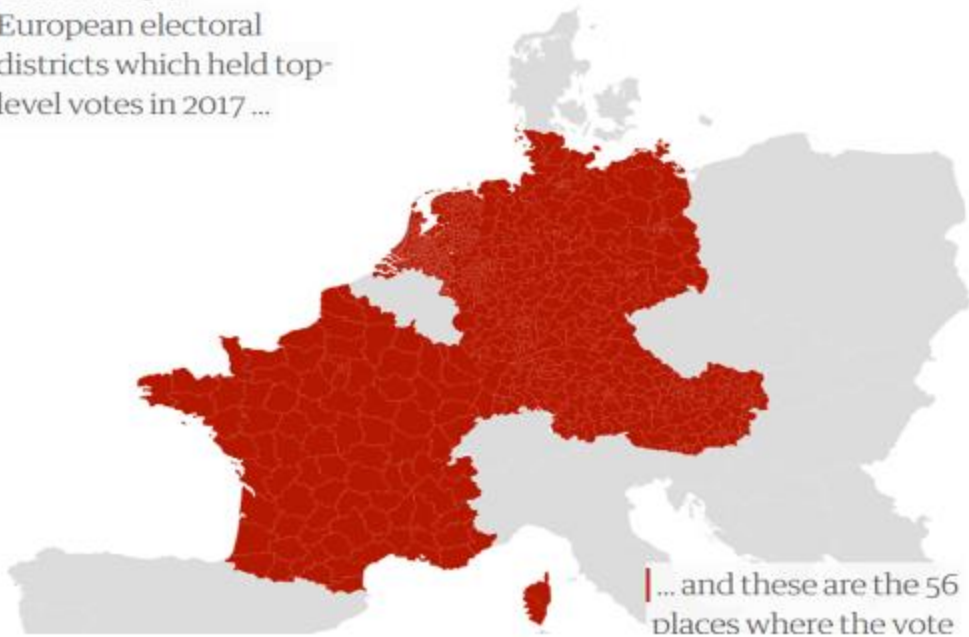 European electoral
districts which held top-
level votes in 2017 ...
... and these are the 56
places where the vote